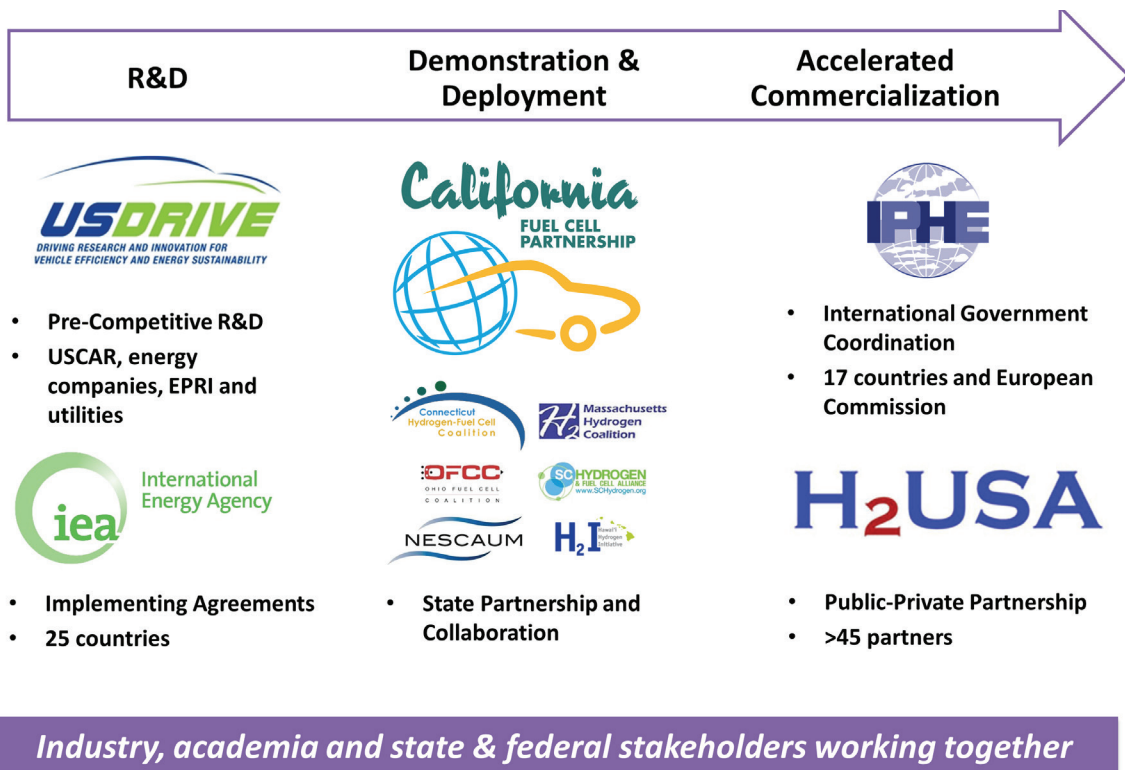 R&D
Demonstration &
Deployment
Accelerated
Commercialization
USDRIVE
DRIVING RESEARCH AND INNOVATION FOR
VEHICLE EFFICIENCY AND ENERGY SUSTAINABILITY
• Pre-Competitive R&D
• USCAR, energy
companies, EPRI and
utilities
iea
International
Energy Agency
• Implementing Agreements
• 25 countries
California
FUEL CELL
PARTNERSHIP
Connecticut
Hydrogen-Fuel Cell
Coalition
H2
Massachusetts
Hydrogen
Coalition
OFCC
OHIO FUEL CELL
COALITION
SC HYDROGEN
& FUEL CELL ALLIANCE
www.SCHydrogen.org
NESCAUM
H2I
Hawai'i
Hydrogen
Initiative
• State Partnership and
Collaboration
IPHE
• International Government
Coordination
• 17 countries and European
Commission
H2USA
• Public-Private Partnership
• >45 partners
Industry, academia and state & federal stakeholders working together